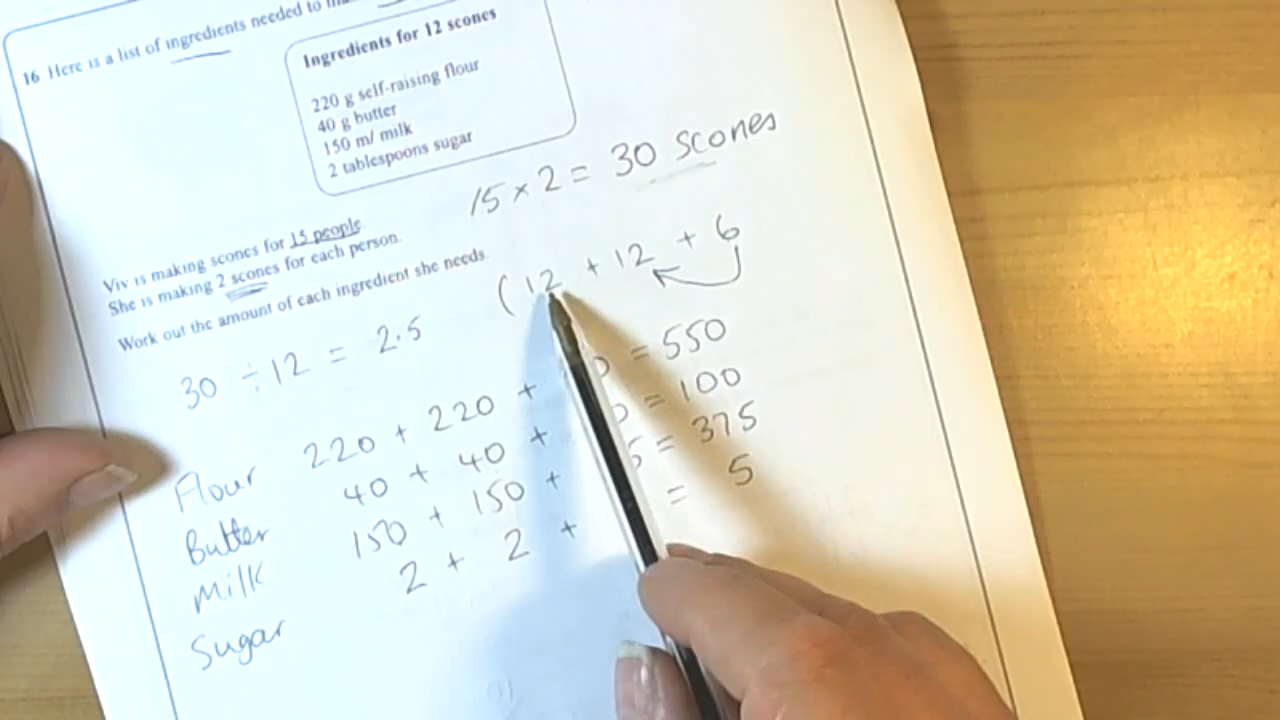 16 Here is a list of ingredients needed to
Ingredients for 12 scones
220 g self-raising flour
40 g butter
150 ml milk
2 tablespoons sugar
15 × 2 = 30 scones
Viv is making scones for 15 people.
She is making 2 scones for each person.
Work out the amount of each ingredient she needs.
(12 + 12 + 6
30 ÷ 12 = 2.5
Flour 220 + 220 + 0 = 550
Butter 40 + 40 + 0 = 100
Milk 150 + 150 + 5 = 375
Sugar 2 + 2 + = 5